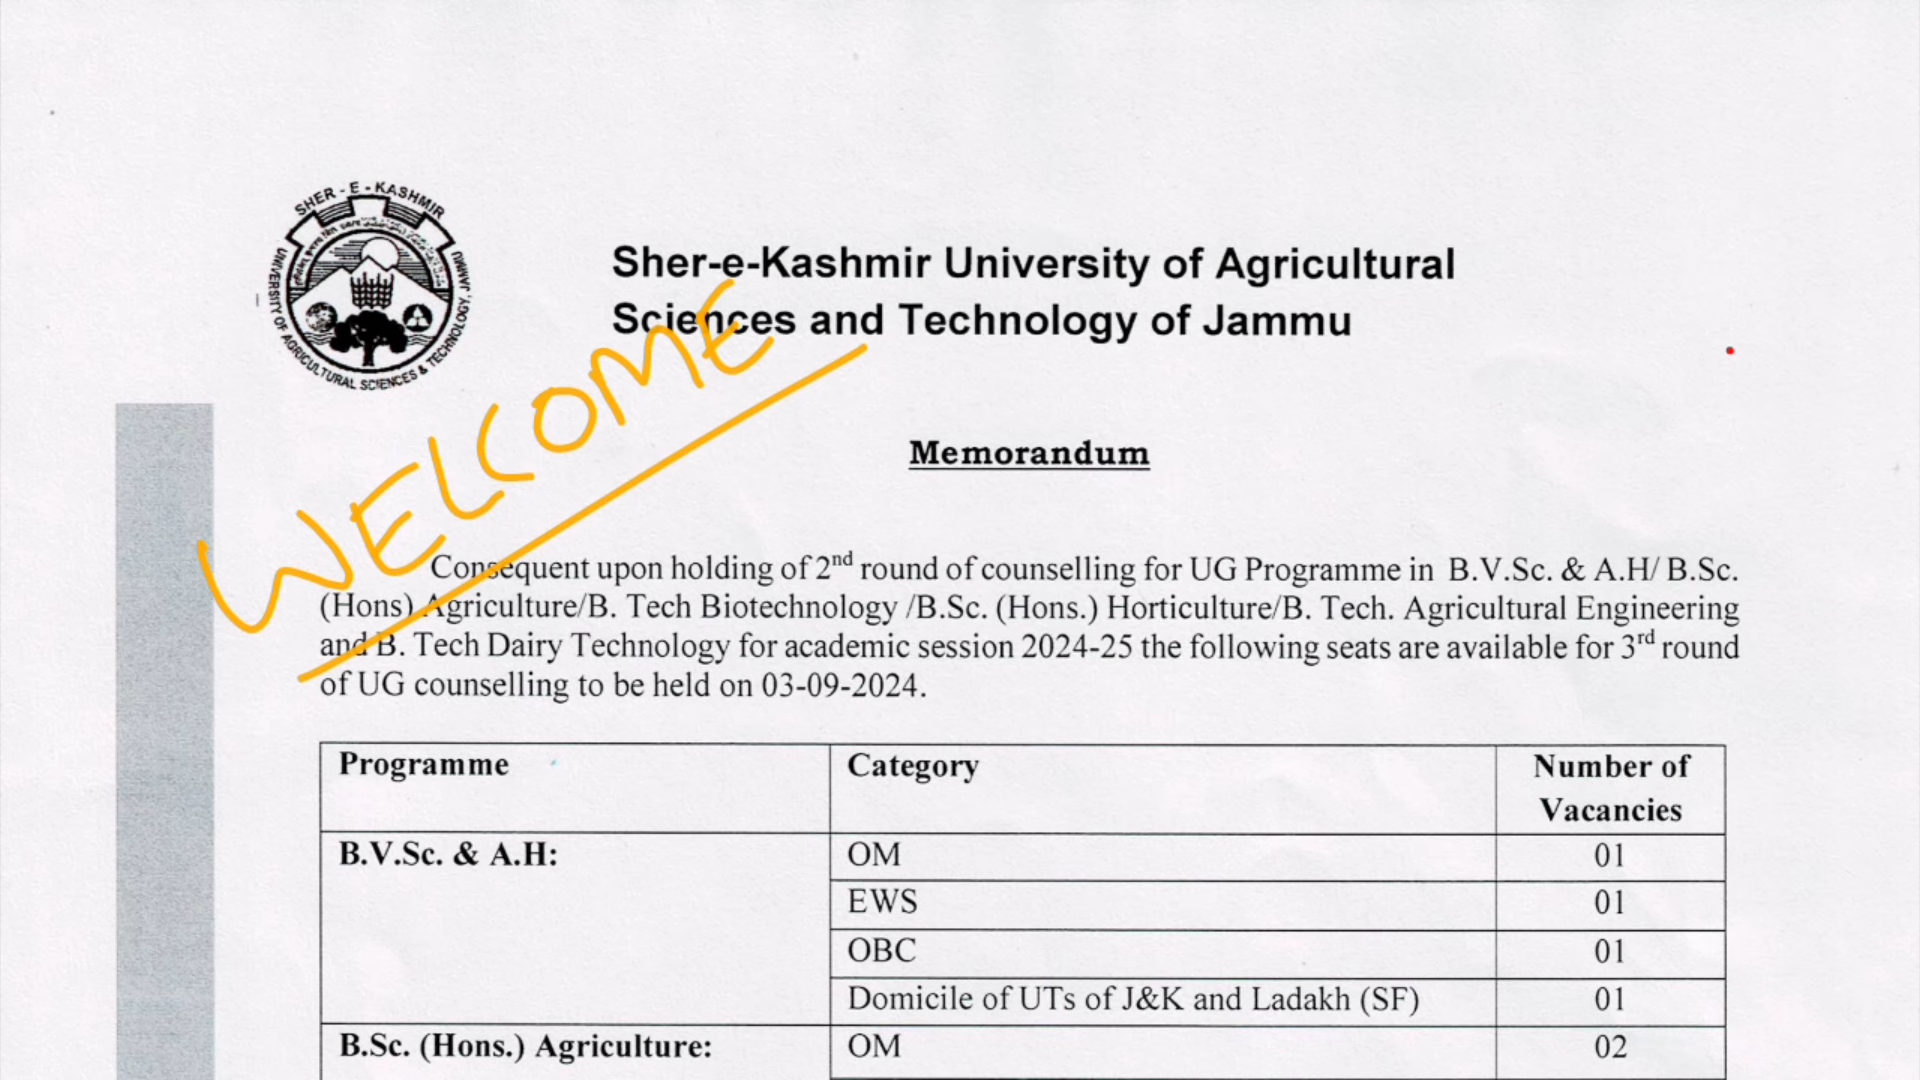 SHER - E - KASHMIR
UNIVERSITY OF AGRICULTURAL SCIENCES & TECHNOLOGY, JAMMU
Sher-e-Kashmir University of Agricultural
Sciences and Technology of Jammu
WELCOME
Memorandum
Consequent upon holding of 2nd round of counselling for UG Programme in B.V.Sc. & A.H/ B.Sc.
(Hons) Agriculture/B. Tech Biotechnology /B.Sc. (Hons.) Horticulture/B. Tech. Agricultural Engineering
and B. Tech Dairy Technology for academic session 2024-25 the following seats are available for 3rd round
of UG counselling to be held on 03-09-2024.
Programme Category Number of
Vacancies
B.V.Sc. & A.H: OM 01
EWS 01
OBC 01
Domicile of UTs of J&K and Ladakh (SF) 01
B.Sc. (Hons.) Agriculture: OM 02